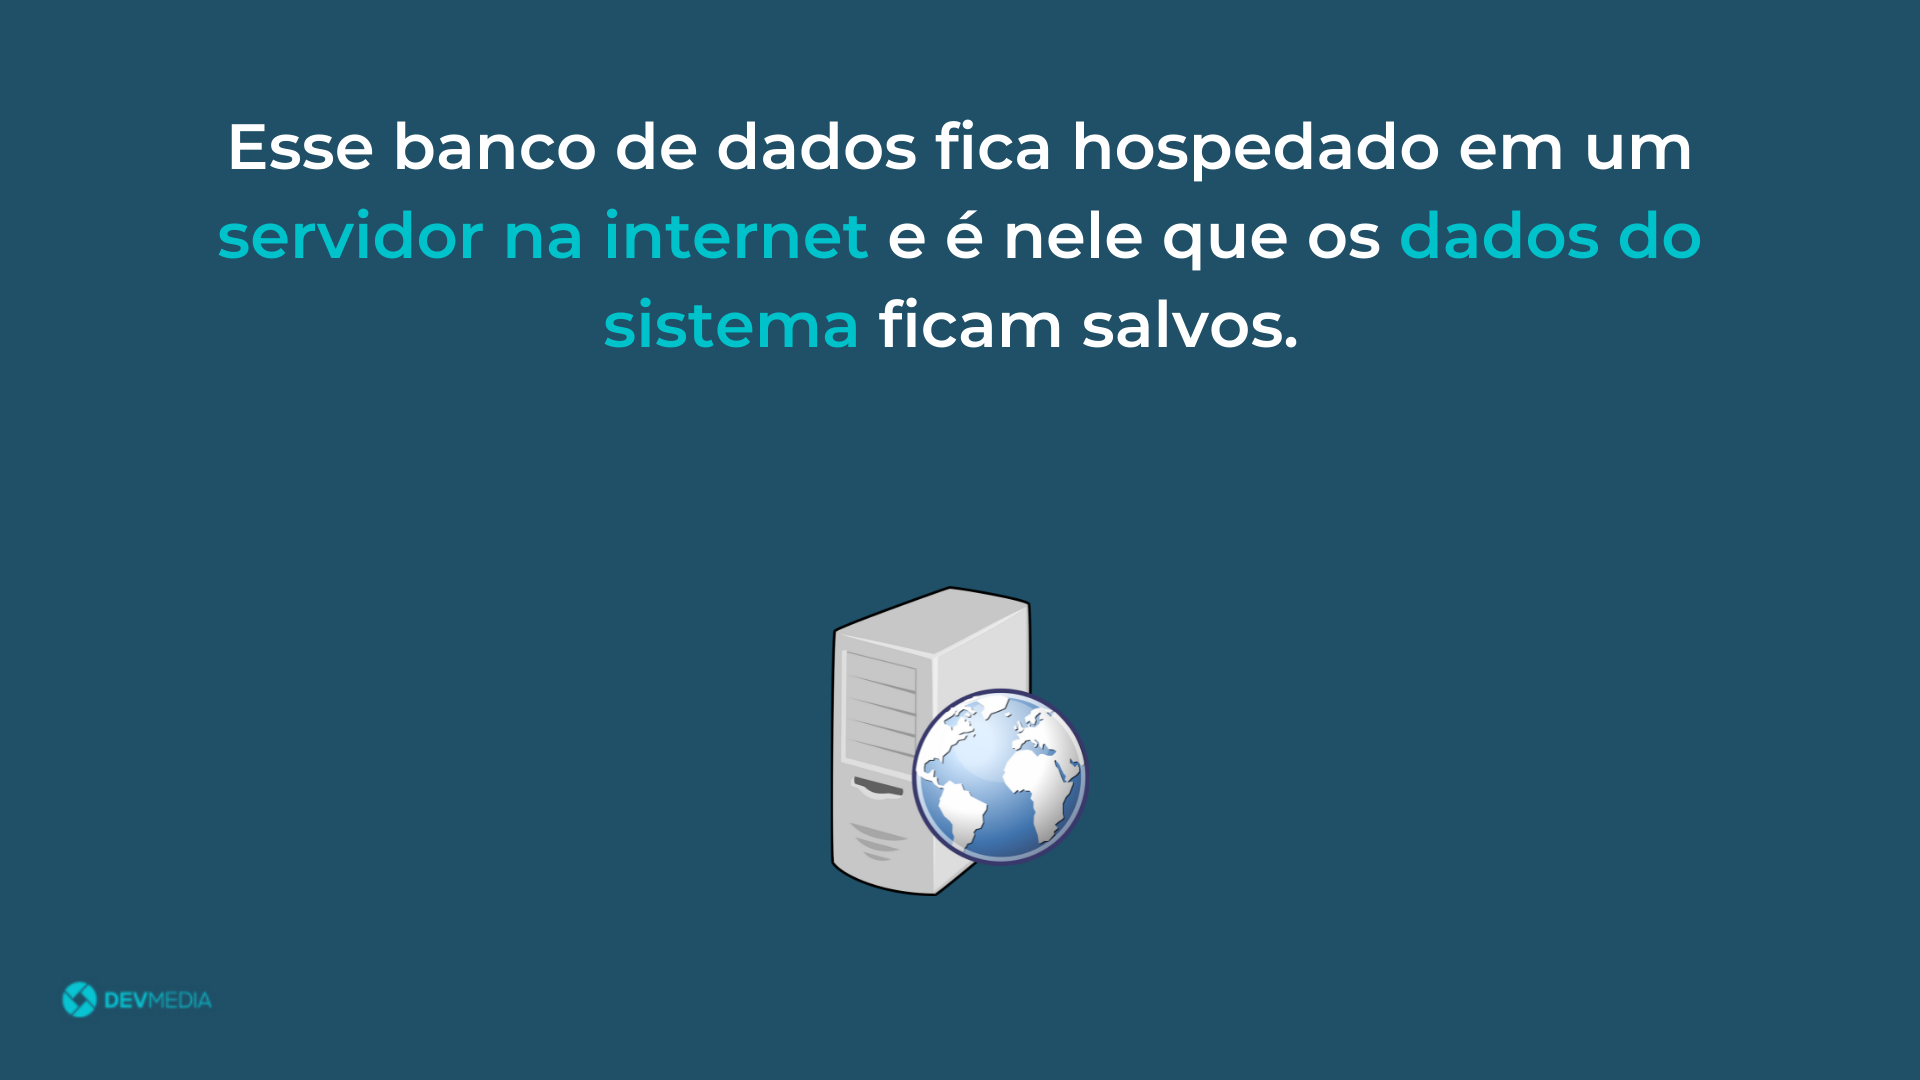 Esse banco de dados fica hospedado em um
servidor na internet e é nele que os dados do
sistema ficam salvos.
DEVMEDIA